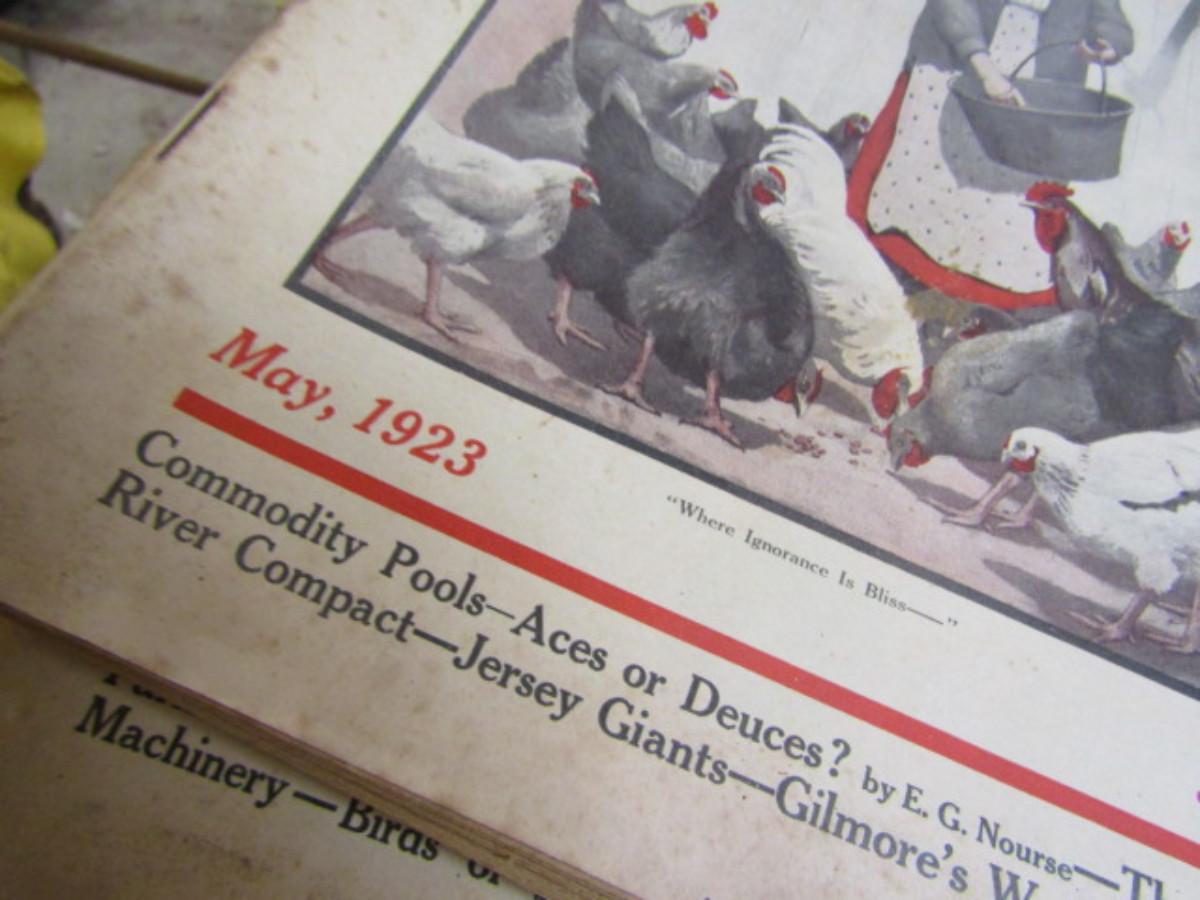 May, 1923
"Where Ignorance Is Bliss—"
Commodity Pools—Aces or Deuces? by E. G. Nourse—
River Compact—Jersey Giants—Gilmore's
Machinery—Birds of